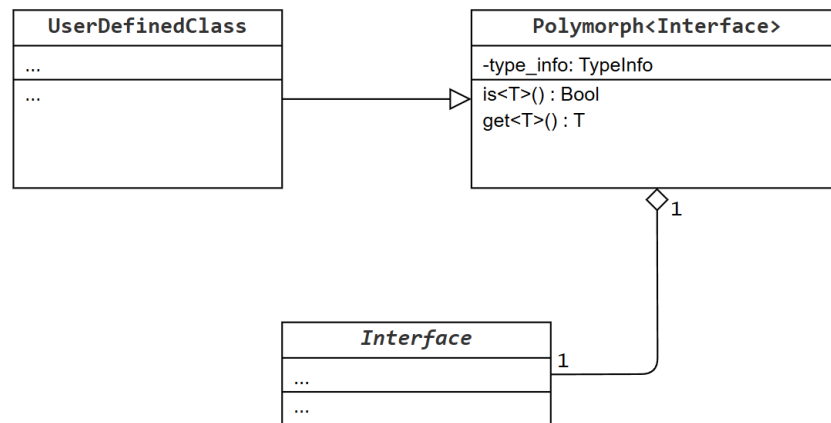 UserDefinedClass
...
...
Polymorph<Interface>
-type_info: TypeInfo
is<T>() : Bool
get<T>() : T
1
Interface
...
...
1